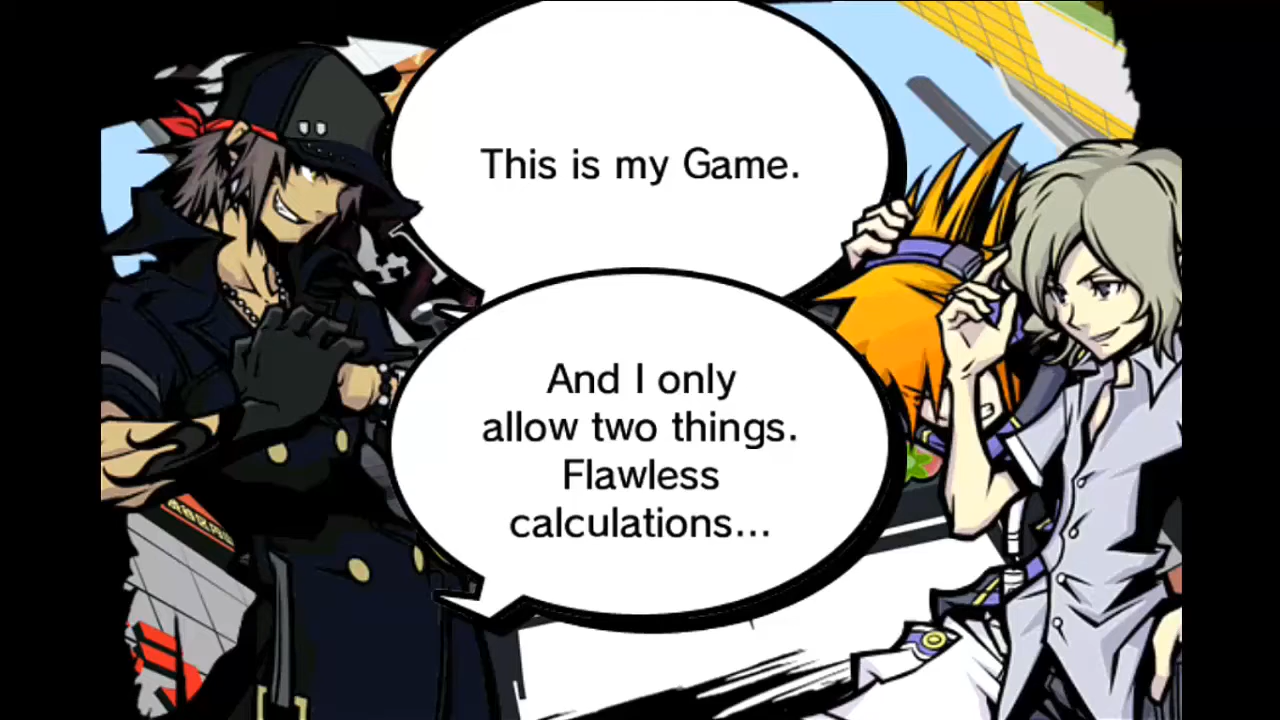 This is my Game.
And I only
allow two things.
Flawless
calculations...